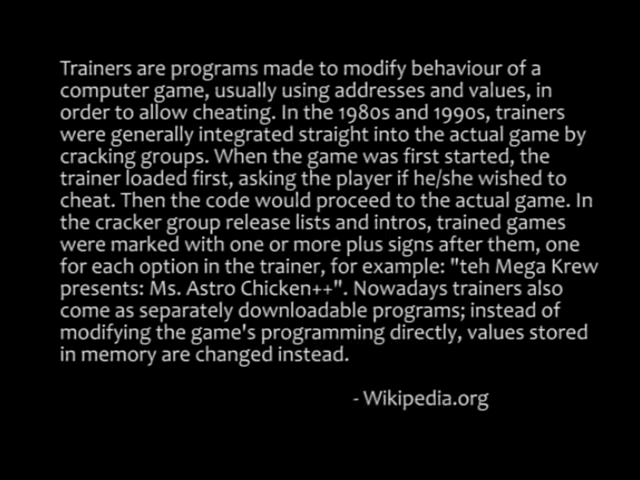 Trainers are programs made to modify behaviour of a
computer game, usually using addresses and values, in
order to allow cheating. In the 1980s and 1990s, trainers
were generally integrated straight into the actual game by
cracking groups. When the game was first started, the
trainer loaded first, asking the player if he/she wished to
cheat. Then the code would proceed to the actual game. In
the cracker group release lists and intros, trained games
were marked with one or more plus signs after them, one
for each option in the trainer, for example: "teh Mega Krew
presents: Ms. Astro Chicken++". Nowadays trainers also
come as separately downloadable programs; instead of
modifying the game's programming directly, values stored
in memory are changed instead.
- Wikipedia.org